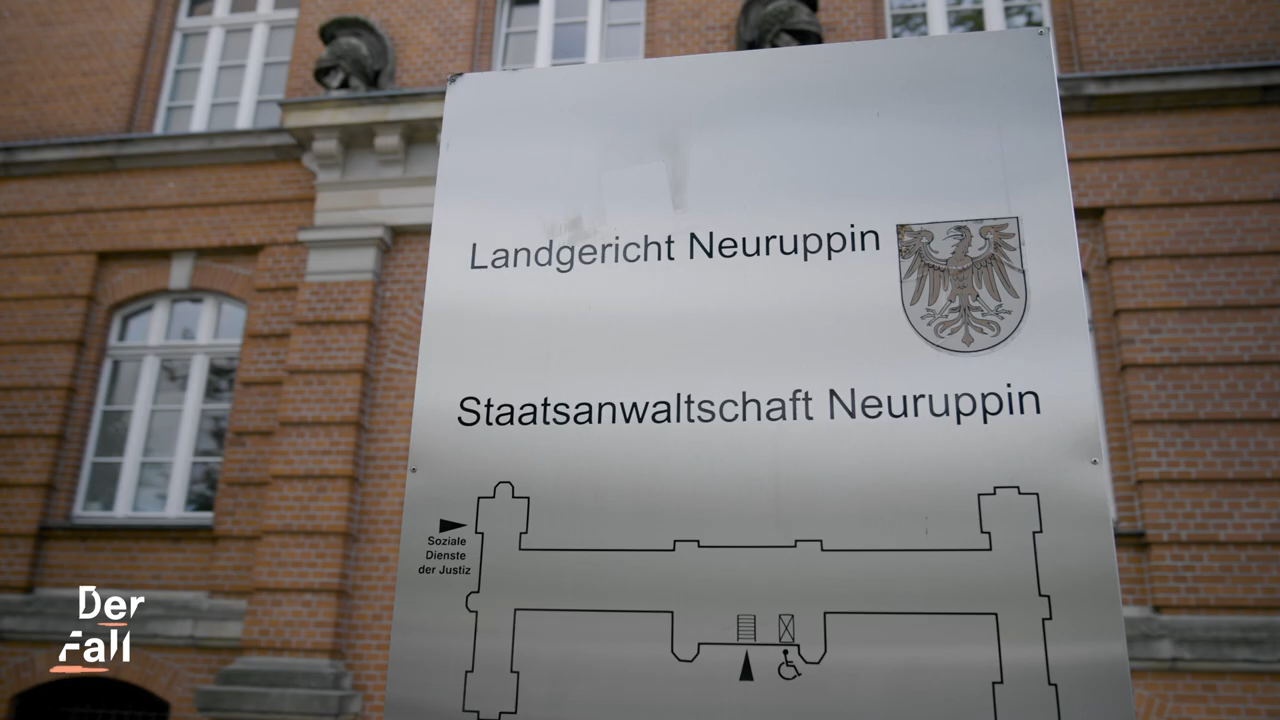 Landgericht Neuruppin
Staatsanwaltschaft Neuruppin
Soziale
Dienste
der Justiz
Der
Fall